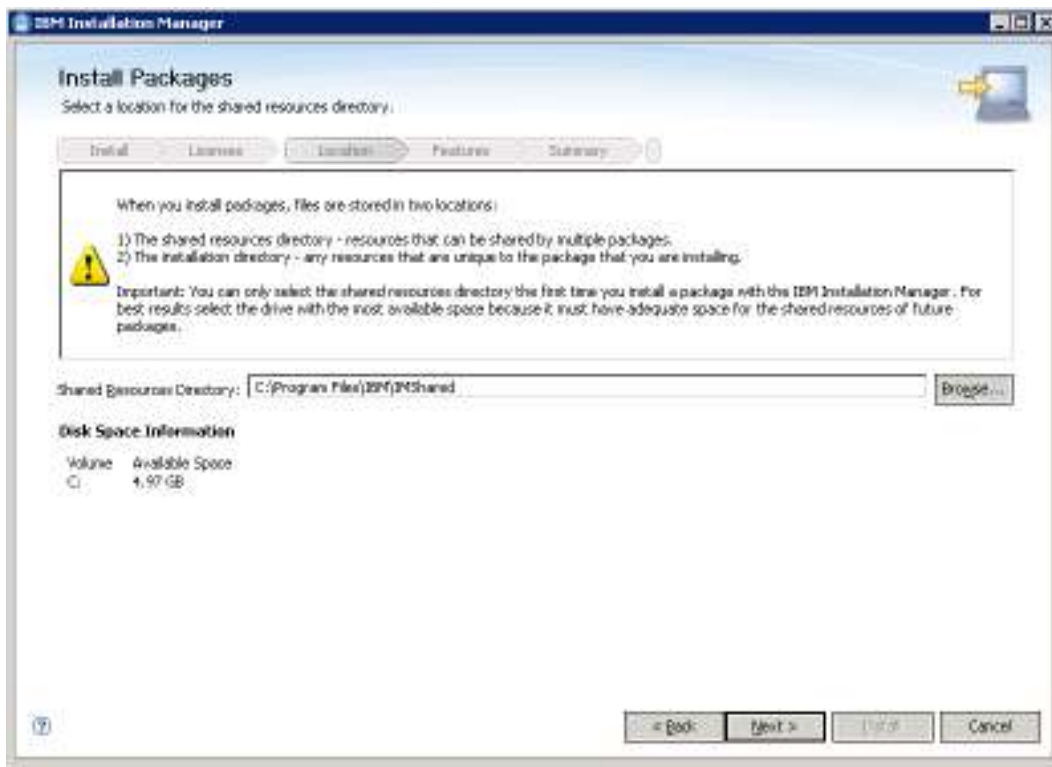 IBM Installation Manager
Install Packages
Select a location for the shared resources directory.
Install Licenses Location Features Summary
When you install packages, files are stored in two locations:
1) The shared resources directory - resources that can be shared by multiple packages.
2) The installation directory - any resources that are unique to the package that you are installing.
Important: You can only select the shared resources directory the first time you install a package with the IBM Installation Manager. For
best results select the drive with the most available space because it must have adequate space for the shared resources of future
packages.
Shared Resources Directory: C:\Program Files\IBM\IMShared Browse...
Disk Space Information
Volume Available Space
C: 4.97 GB
? < Back Next > Install Cancel